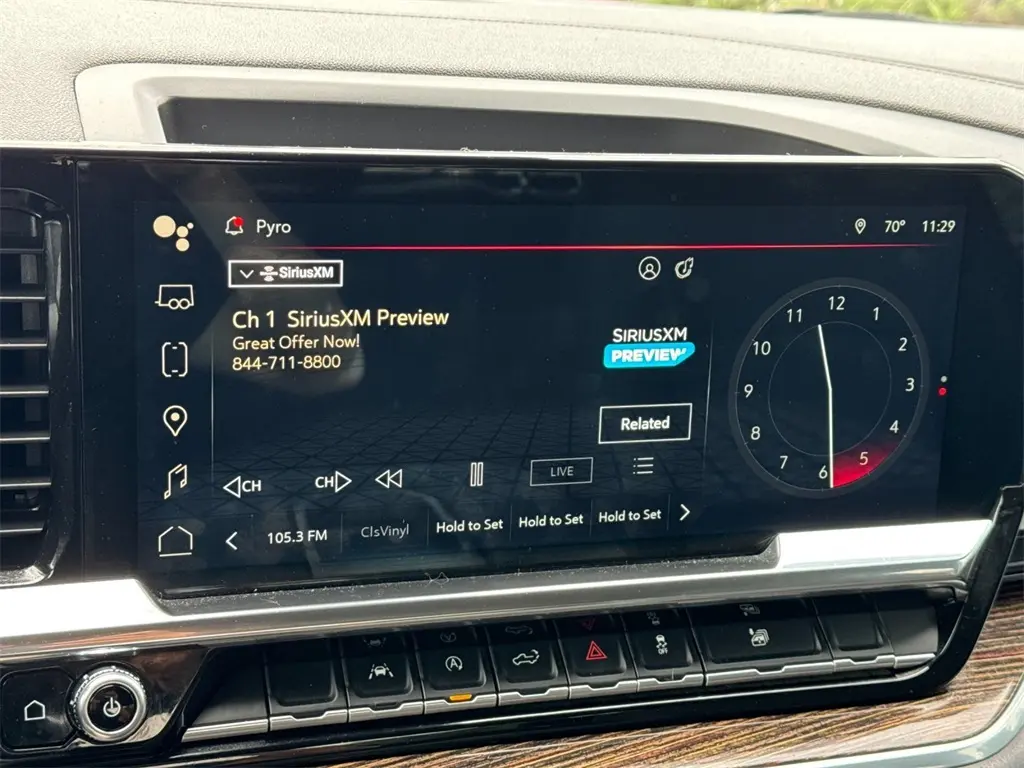 Pyro
70° 11:29
SiriusXM
Ch 1 SiriusXM Preview
Great Offer Now!
844-711-8800
SIRIUSXM
PREVIEW
Related
CH CH LIVE
105.3 FM ClsVinyl Hold to Set Hold to Set Hold to Set
12
1
2
3
4
5
6
7
8
9
10
11
A OFF